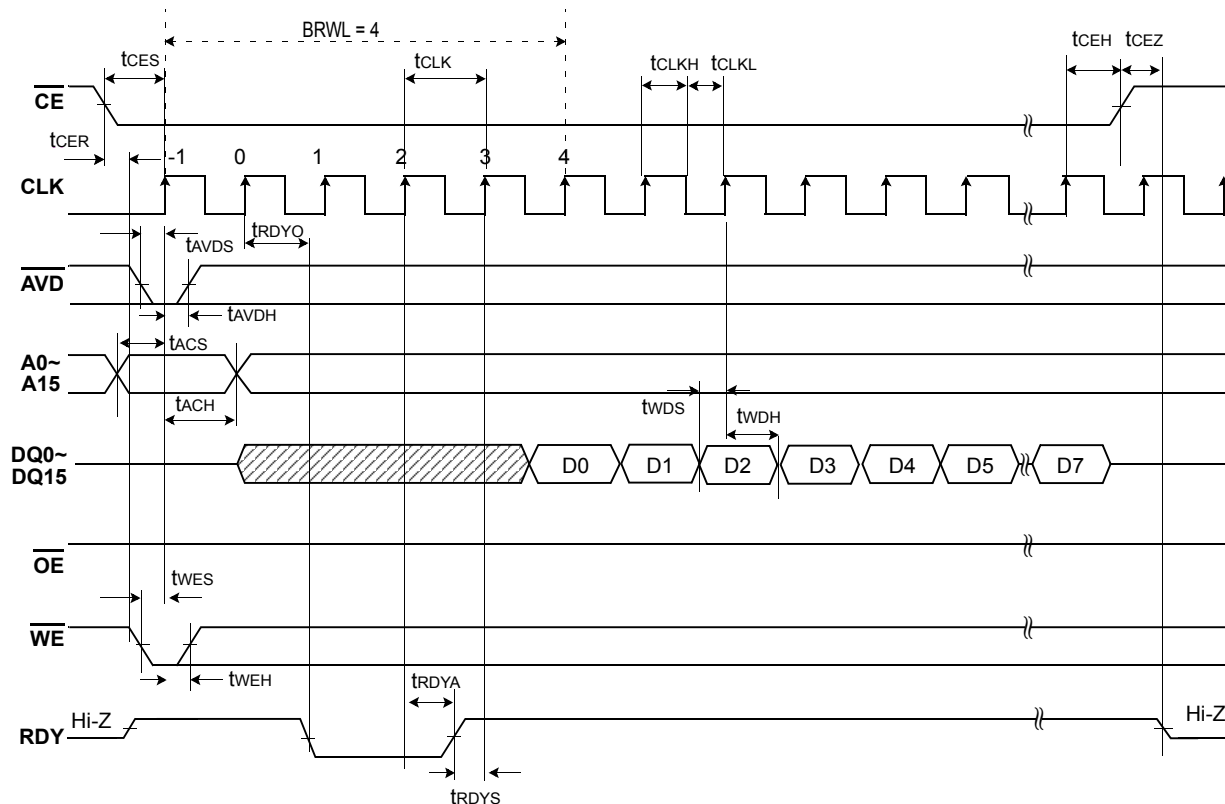 BRWL = 4
tCES
tCLK
tCLKH
tCLKL
tCEH
tCEZ
CE
tCER
-1
0
1
2
3
4
CLK
tRDYO
tAVDS
AVD
tAVDH
tACS
A0~
A15
tACH
tWDS
tWDH
DQ0~
DQ15
D0
D1
D2
D3
D4
D5
D7
OE
tWES
WE
tWEH
tRDYA
Hi-Z
Hi-Z
RDY
tRDYS